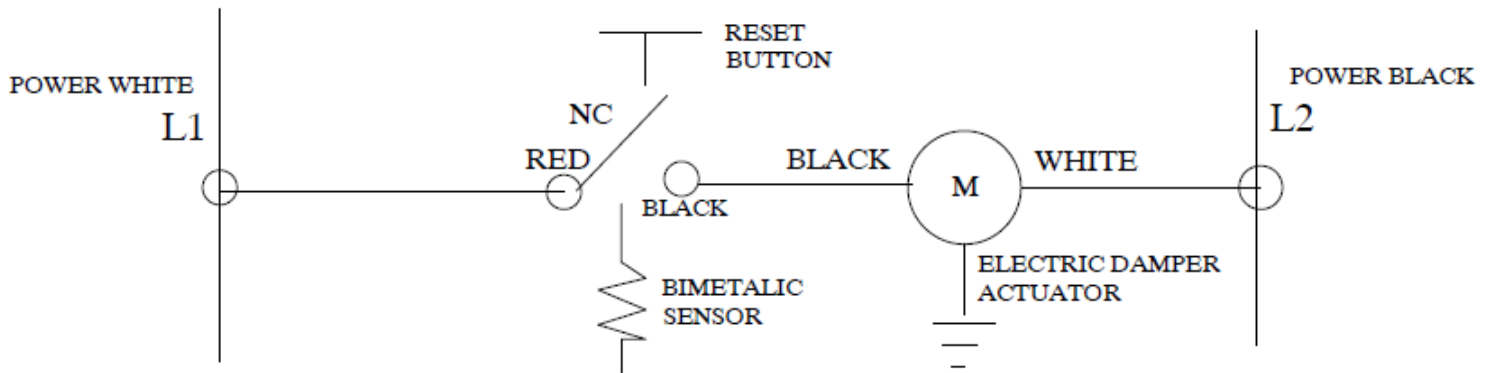 RESET
BUTTON
POWER WHITE
L1
NC
RED
BLACK
BLACK
M
WHITE
POWER BLACK
L2
BIMETALIC
SENSOR
ELECTRIC DAMPER
ACTUATOR